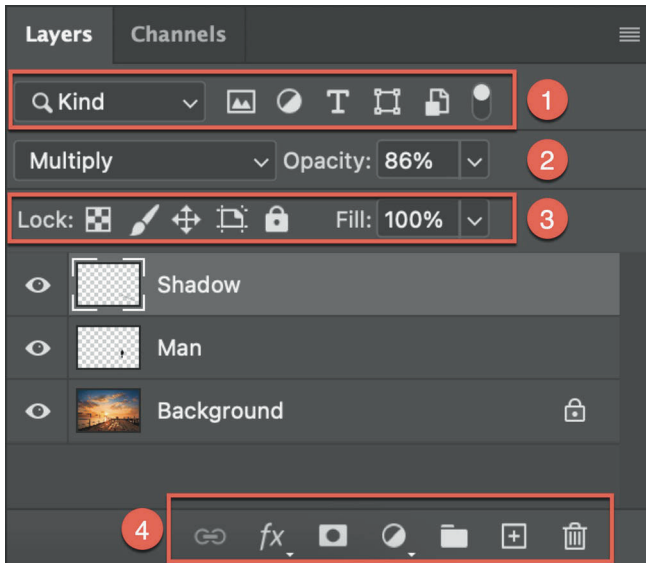 Layers Channels
Kind T 1
Multiply Opacity: 86% 2
Lock: Fill: 100% 3
Shadow
Man
Background
4 fx